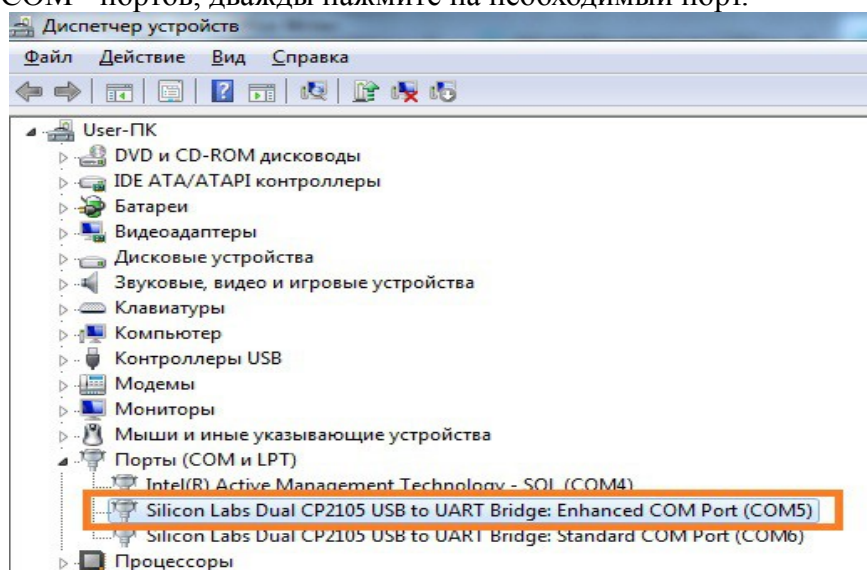 COM - портов, дважды нажмите на необходимый порт.
Диспетчер устройств
Файл Действие Вид Справка
User-ПК
DVD и CD-ROM дисководы
IDE ATA/ATAPI контроллеры
Батареи
Видеоадаптеры
Дисковые устройства
Звуковые, видео и игровые устройства
Клавиатуры
Компьютер
Контроллеры USB
Модемы
Мониторы
Мыши и иные указывающие устройства
Порты (COM и LPT)
Intel(R) Active Management Technology - SOL (COM4)
Silicon Labs Dual CP2105 USB to UART Bridge: Enhanced COM Port (COM5)
Silicon Labs Dual CP2105 USB to UART Bridge: Standard COM Port (COM6)
Процессоры